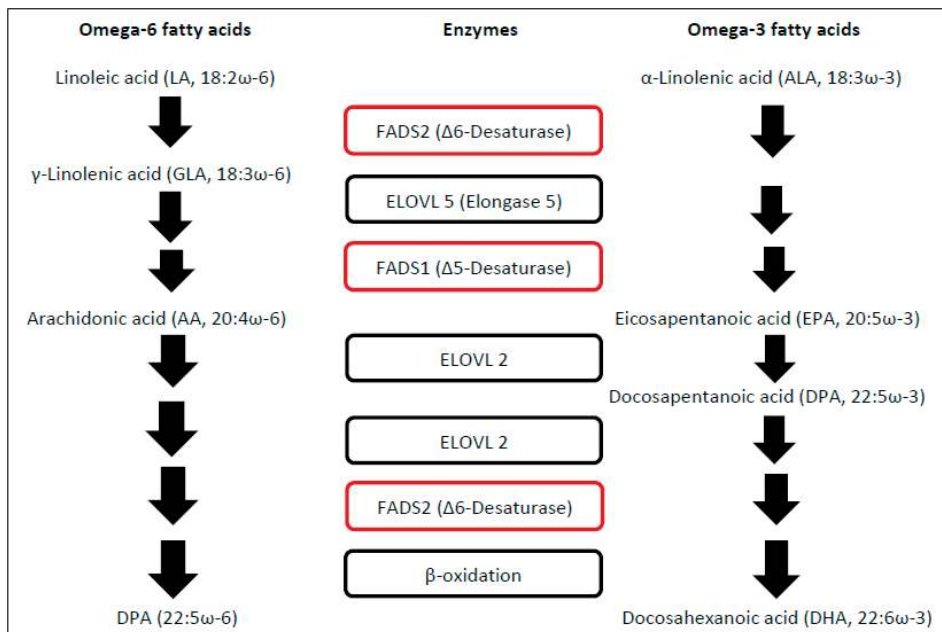 Omega-6 fatty acids
Enzymes
Omega-3 fatty acids
Linoleic acid (LA, 18:2ω-6)
α-Linolenic acid (ALA, 18:3ω-3)
FADS2 (Δ6-Desaturase)
γ-Linolenic acid (GLA, 18:3ω-6)
ELOVL 5 (Elongase 5)
FADS1 (Δ5-Desaturase)
Arachidonic acid (AA, 20:4ω-6)
Eicosapentanoic acid (EPA, 20:5ω-3)
ELOVL 2
Docosapentanoic acid (DPA, 22:5ω-3)
ELOVL 2
FADS2 (Δ6-Desaturase)
β-oxidation
DPA (22:5ω-6)
Docosahexanoic acid (DHA, 22:6ω-3)